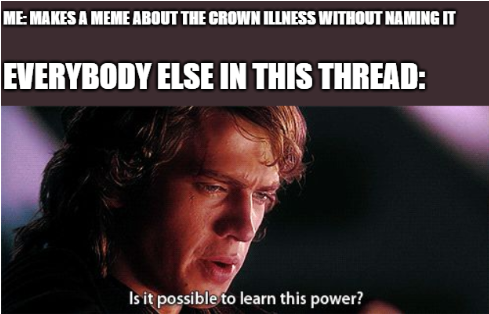 ME: MAKES A MEME ABOUT THE CROWN ILLNESS WITHOUT NAMING IT
EVERYBODY ELSE IN THIS THREAD:
Is it possible to learn this power?